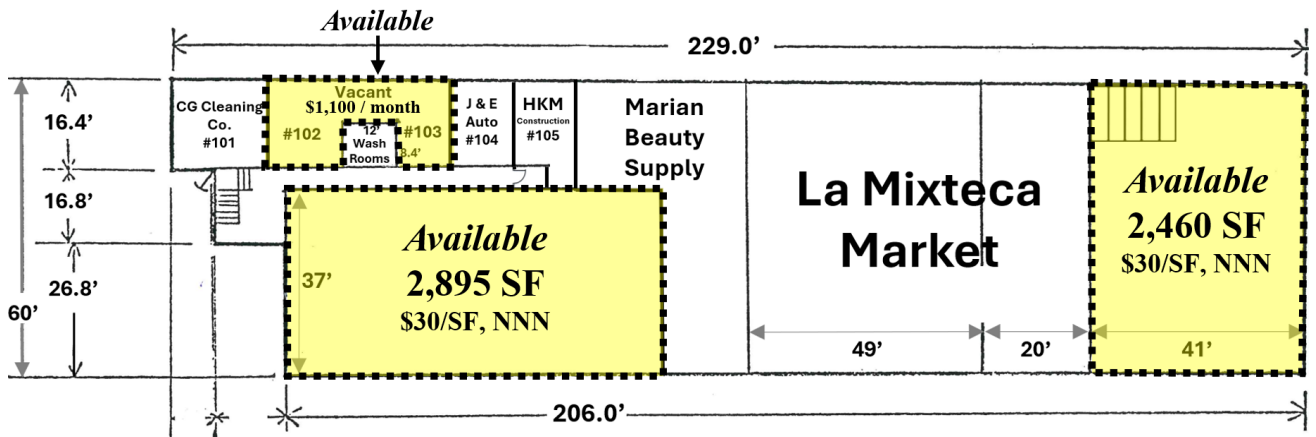 Available
229.0’
Vacant
$1,100 / month
CG Cleaning
Co.
#101
#102
12'
Wash
Rooms
#103
8.4’
J & E
Auto
#104
HKM
Construction
#105
Marian
Beauty
Supply
16.4’
16.8’
26.8’
60’
37’
Available
2,895 SF
$30/SF, NNN
La Mixteca
Market
Available
2,460 SF
$30/SF, NNN
49’
20’
41’
206.0’